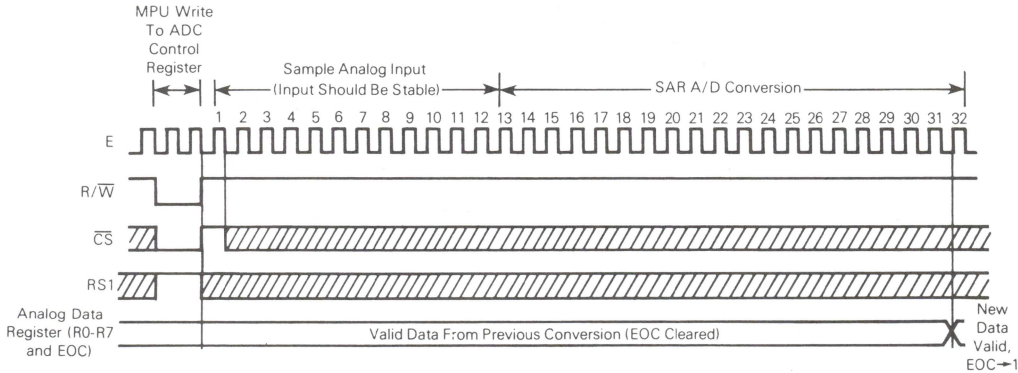 MPU Write
To ADC
Control
Register
Sample Analog Input
(Input Should Be Stable)
SAR A/D Conversion
1 2 3 4 5 6 7 8 9 10 11 12 13 14 15 16 17 18 19 20 21 22 23 24 25 26 27 28 29 30 31 32
E
R/W̅
C̅S̅
RS1
Analog Data
Register (R0-R7
and EOC)
Valid Data From Previous Conversion (EOC Cleared)
New
Data
Valid,
EOC→1